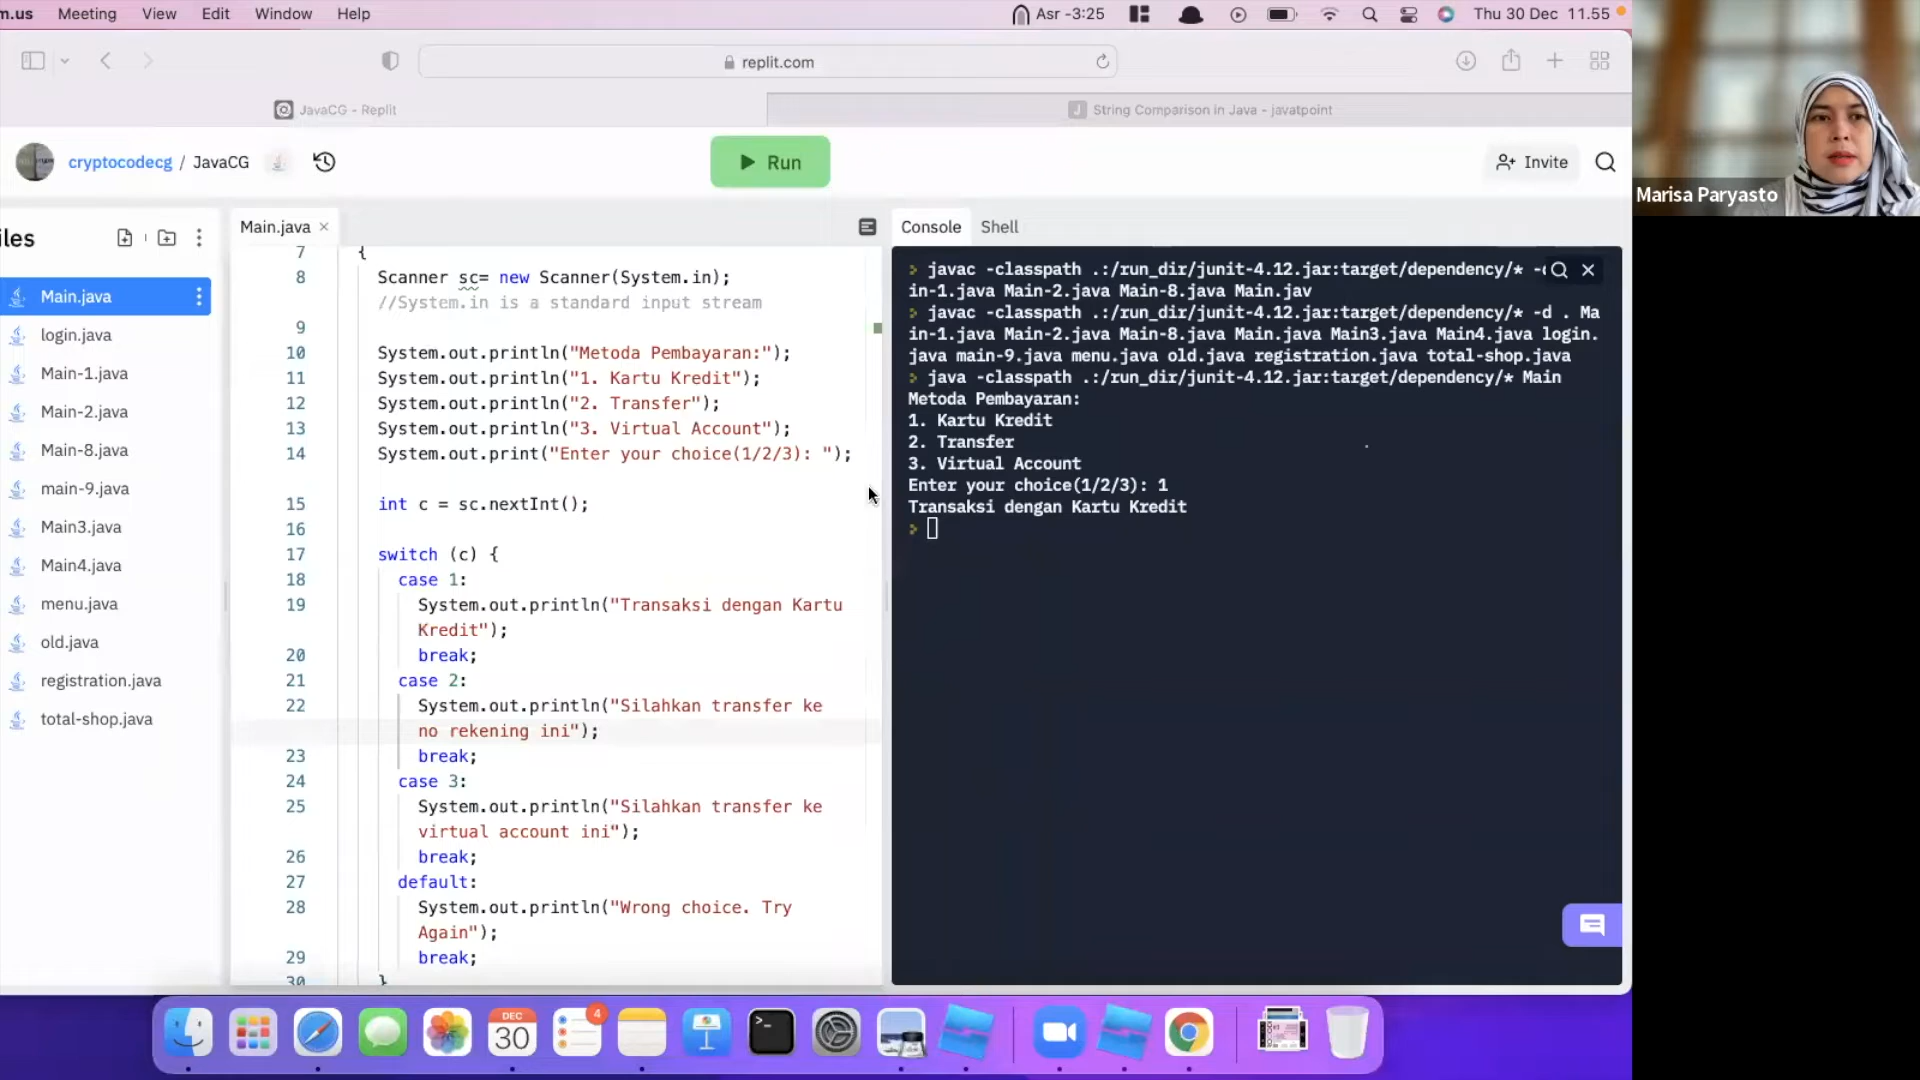 m.us Meeting View Edit Window Help Asr -3:25 Thu 30 Dec 11.55
replit.com
JavaCG - Replit
String Comparison in Java - javatpoint
cryptocodecg / JavaCG
Run
Invite
Marisa Paryasto
iles
Main.java
login.java
Main-1.java
Main-2.java
Main-8.java
main-9.java
Main3.java
Main4.java
menu.java
old.java
registration.java
total-shop.java
Main.java ×
7 {
8 Scanner sc= new Scanner(System.in);
//System.in is a standard input stream
9
10 System.out.println("Metoda Pembayaran:");
11 System.out.println("1. Kartu Kredit");
12 System.out.println("2. Transfer");
13 System.out.println("3. Virtual Account");
14 System.out.print("Enter your choice(1/2/3): ");
15 int c = sc.nextInt();
16
17 switch (c) {
18 case 1:
19 System.out.println("Transaksi dengan Kartu
Kredit");
20 break;
21 case 2:
22 System.out.println("Silahkan transfer ke
no rekening ini");
23 break;
24 case 3:
25 System.out.println("Silahkan transfer ke
virtual account ini");
26 break;
27 default:
28 System.out.println("Wrong choice. Try
Again");
29 break;
30 }
Console Shell
> javac -classpath .:/run_dir/junit-4.12.jar:target/dependency/* -
in-1.java Main-2.java Main-8.java Main.jav
> javac -classpath .:/run_dir/junit-4.12.jar:target/dependency/* -d . Ma
in-1.java Main-2.java Main-8.java Main.java Main3.java Main4.java login.
java main-9.java menu.java old.java registration.java total-shop.java
> java -classpath .:/run_dir/junit-4.12.jar:target/dependency/* Main
Metoda Pembayaran:
1. Kartu Kredit
2. Transfer
3. Virtual Account
Enter your choice(1/2/3): 1
Transaksi dengan Kartu Kredit
>
DEC
30
4